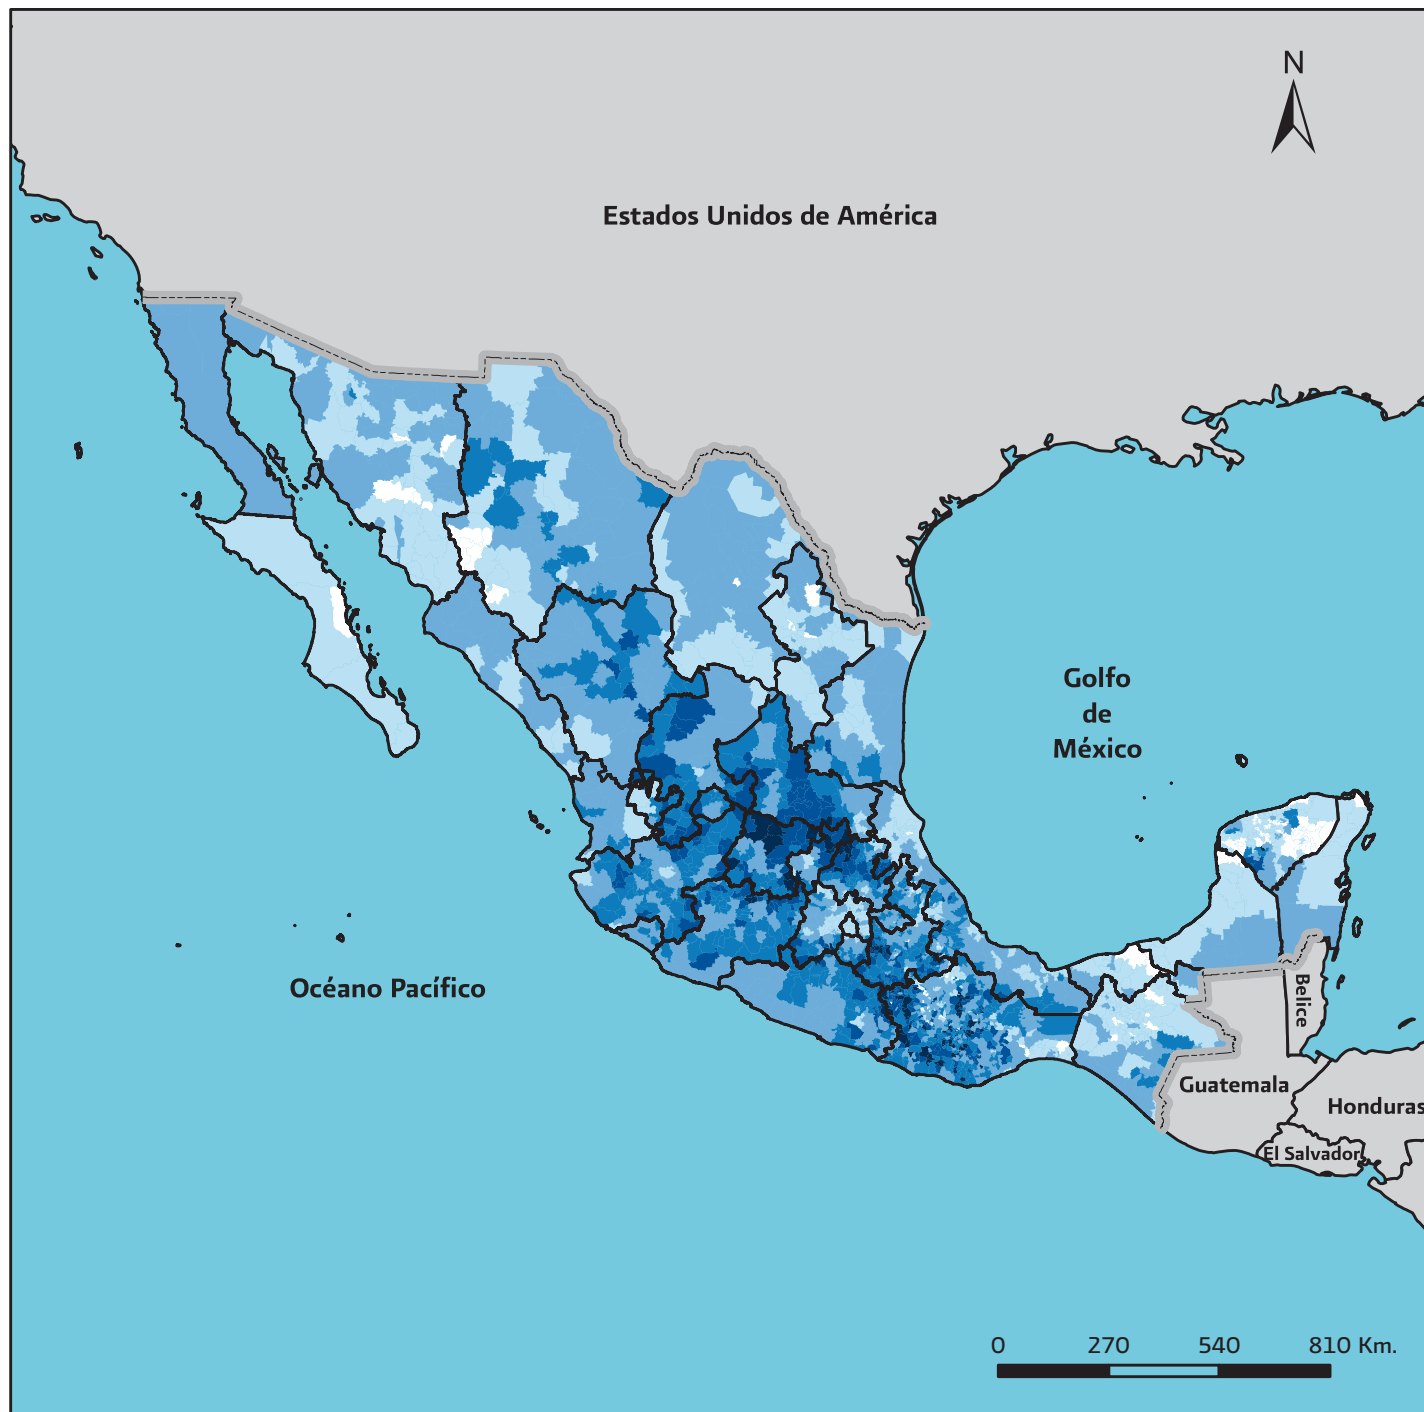 N
Estados Unidos de América
Golfo
de
México
Océano Pacífico
Belice
Guatemala
Honduras
El Salvador
0 270 540 810 Km.